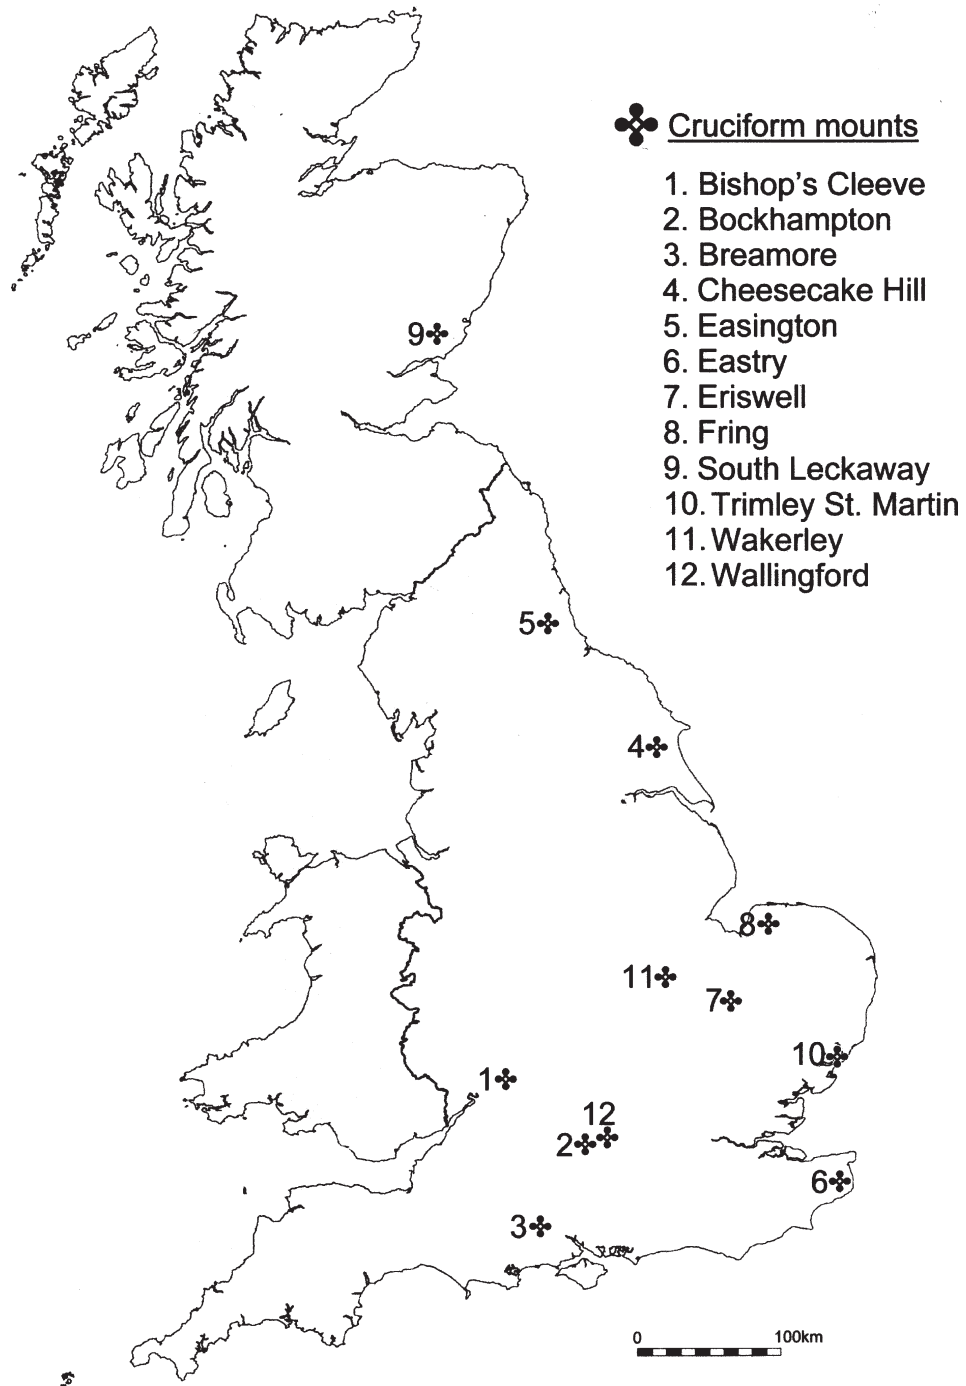 Cruciform mounts
1. Bishop's Cleeve
2. Bockhampton
3. Breamore
4. Cheesecake Hill
5. Easington
6. Eastry
7. Eriswell
8. Fring
9. South Leckaway
10. Trimley St. Martin
11. Wakerley
12. Wallingford
9
5
4
8
11
7
10
1
12
2
6
3
0 100km